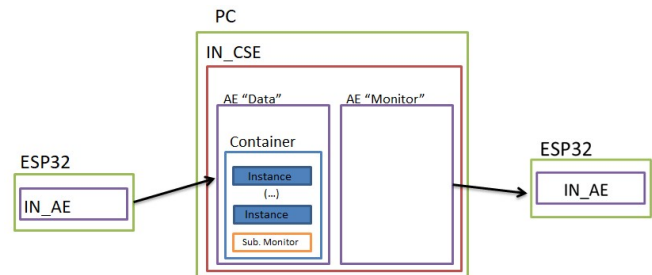 PC
IN_CSE
AE “Data”
AE “Monitor”
Container
Instance
(...)
Instance
Sub. Monitor
ESP32
IN_AE
ESP32
IN_AE